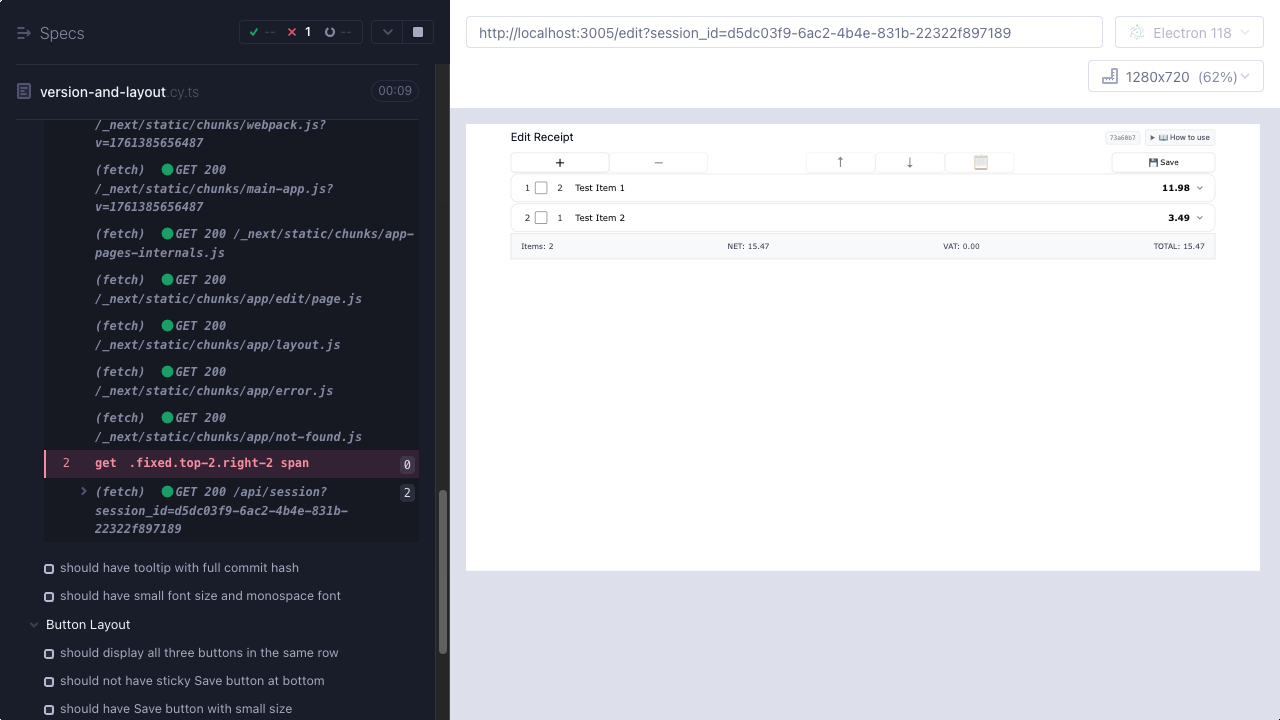 Specs
-- 1 --
version-and-layout.cy.ts
00:09
/_next/static/chunks/webpack.js?
v=1761385656487
(fetch) GET 200
/_next/static/chunks/main-app.js?
v=1761385656487
(fetch) GET 200 /_next/static/chunks/app-
pages-internals.js
(fetch) GET 200
/_next/static/chunks/app/edit/page.js
(fetch) GET 200
/_next/static/chunks/app/layout.js
(fetch) GET 200
/_next/static/chunks/app/error.js
(fetch) GET 200
/_next/static/chunks/app/not-found.js
2 get .fixed.top-2.right-2 span 0
(fetch) GET 200 /api/session? 2
session_id=d5dc03f9-6ac2-4b4e-831b-
22322f897189
should have tooltip with full commit hash
should have small font size and monospace font
Button Layout
should display all three buttons in the same row
should not have sticky Save button at bottom
should have Save button with small size
http://localhost:3005/edit?session_id=d5dc03f9-6ac2-4b4e-831b-22322f897189
Electron 118
1280x720 (62%)
Edit Receipt
73a60b7
How to use
+ − ↑ ↓ Save
1 2 Test Item 1 11.98
2 1 Test Item 2 3.49
Items: 2 NET: 15.47 VAT: 0.00 TOTAL: 15.47